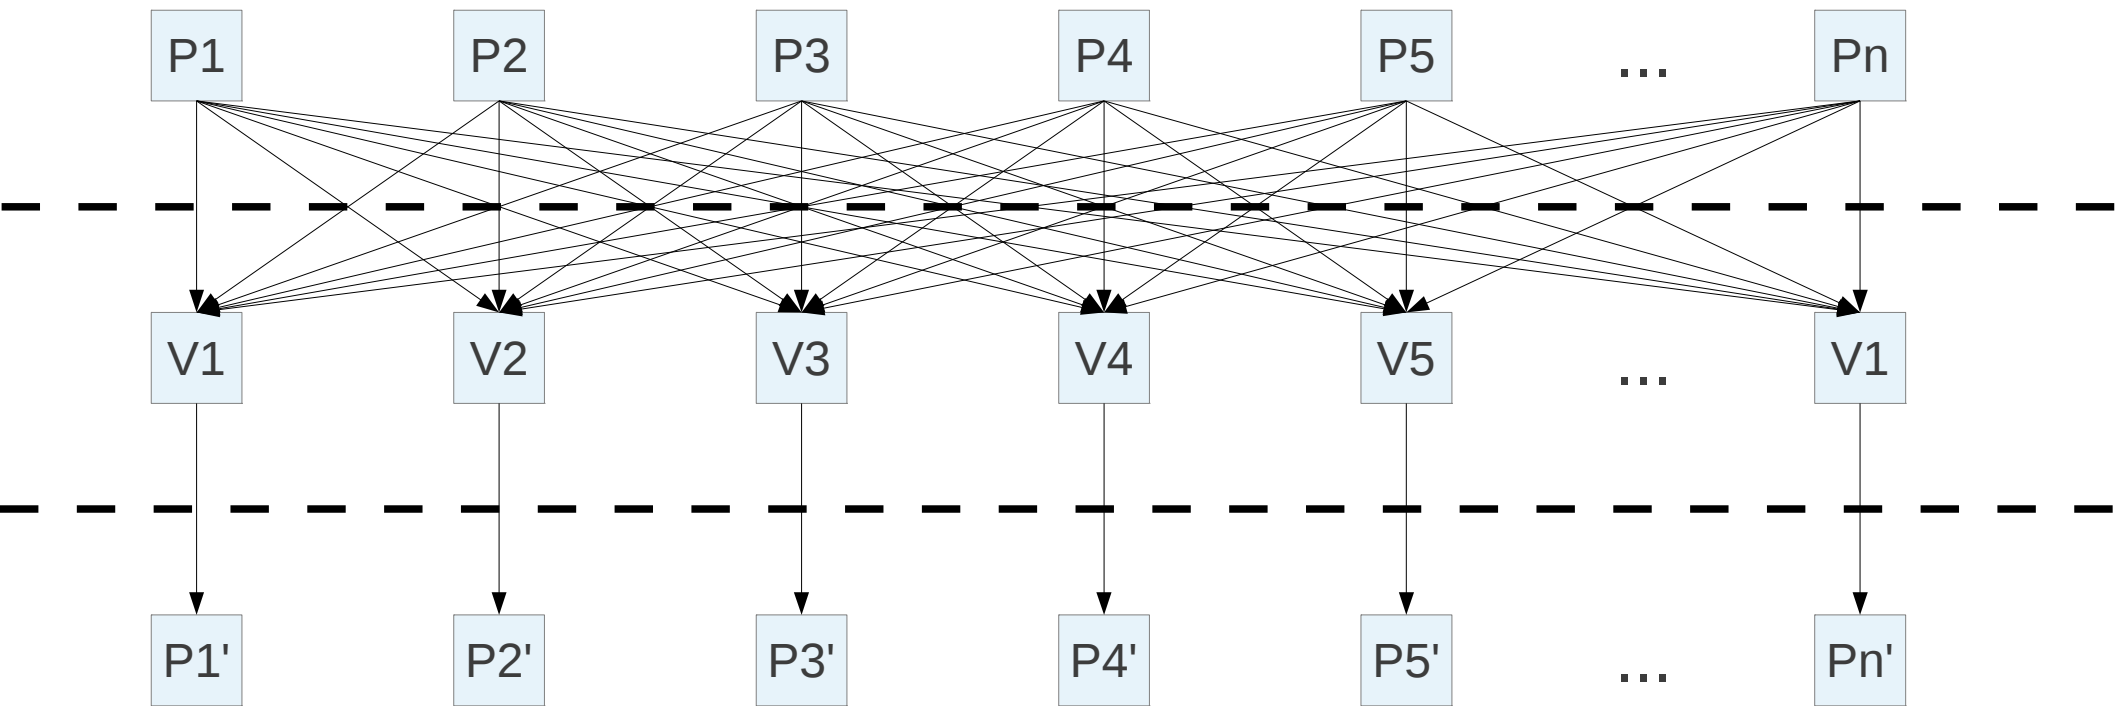 P1 P2 P3 P4 P5 ... Pn
V1 V2 V3 V4 V5 ... V1
P1' P2' P3' P4' P5' ... Pn'